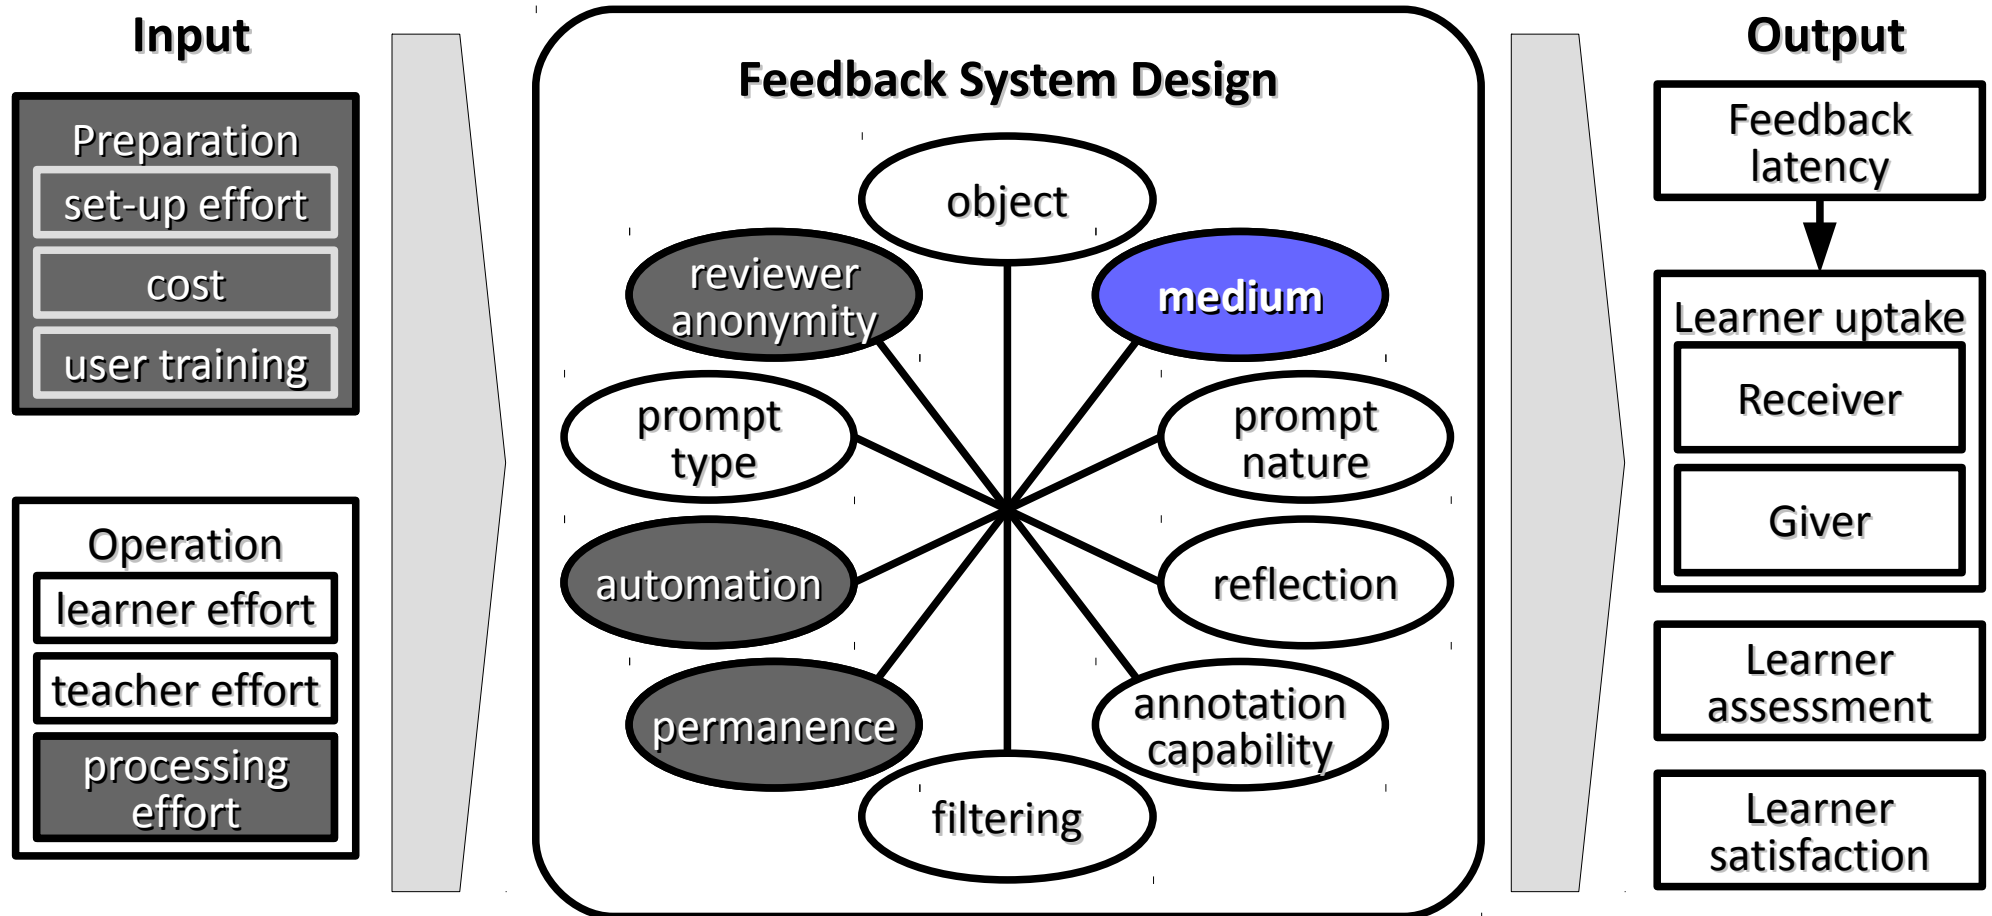 Input
Preparation
set-up effort
cost
user training
Operation
learner effort
teacher effort
processing
effort
Feedback System Design
object
reviewer
anonymity
medium
prompt
type
prompt
nature
automation
reflection
permanence
annotation
capability
filtering
Output
Feedback
latency
Learner uptake
Receiver
Giver
Learner
assessment
Learner
satisfaction